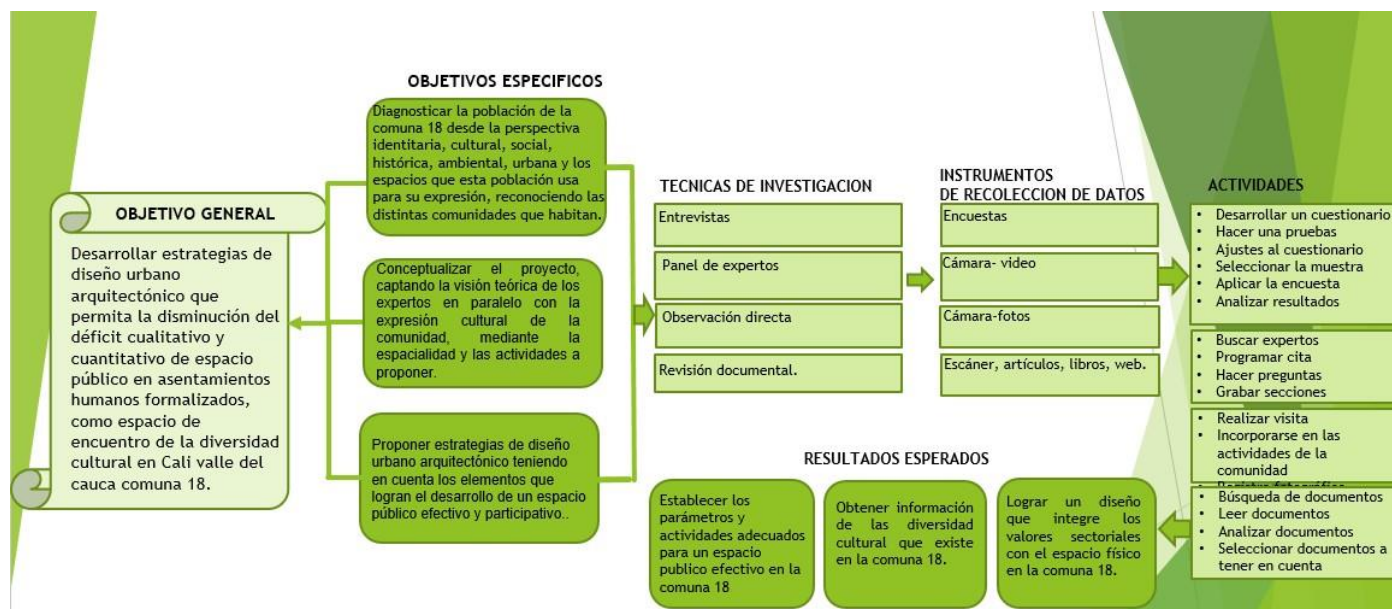 OBJETIVO GENERAL
Desarrollar estrategias de
diseño urbano
arquitectónico que
permita la disminución del
déficit cualitativo y
cuantitativo de espacio
público en asentamientos
humanos formalizados,
como espacio de
encuentro de la diversidad
cultural en Cali valle del
cauca comuna 18.
OBJETIVOS ESPECIFICOS
Diagnosticar la población de la
comuna 18 desde la perspectiva
identitaria, cultural, social,
histórica, ambiental, urbana y los
espacios que esta población usa
para su expresión, reconociendo las
distintas comunidades que habitan.
Conceptualizar el proyecto,
captando la visión teórica de los
expertos en paralelo con la
expresión cultural de la
comunidad, mediante la
espacialidad y las actividades a
proponer.
Proponer estrategias de diseño
urbano arquitectónico teniendo
en cuenta los elementos que
logran el desarrollo de un espacio
público efectivo y participativo..
TECNICAS DE INVESTIGACION
Entrevistas
Panel de expertos
Observación directa
Revisión documental.
INSTRUMENTOS
DE RECOLECCION DE DATOS
Encuestas
Cámara- video
Cámara-fotos
Escáner, artículos, libros, web.
ACTIVIDADES
• Desarrollar un cuestionario
• Hacer una pruebas
• Ajustes al cuestionario
• Seleccionar la muestra
• Aplicar la encuesta
• Analizar resultados
• Buscar expertos
• Programar cita
• Hacer preguntas
• Grabar secciones
• Realizar visita
• Incorporarse en las
actividades de la
comunidad
• Búsqueda de documentos
• Leer documentos
• Analizar documentos
• Seleccionar documentos a
tener en cuenta
RESULTADOS ESPERADOS
Establecer los
parámetros y
actividades adecuados
para un espacio
publico efectivo en la
comuna 18
Obtener información
de las diversidad
cultural que existe
en la comuna 18.
Lograr un diseño
que integre los
valores sectoriales
con el espacio físico
en la comuna 18.